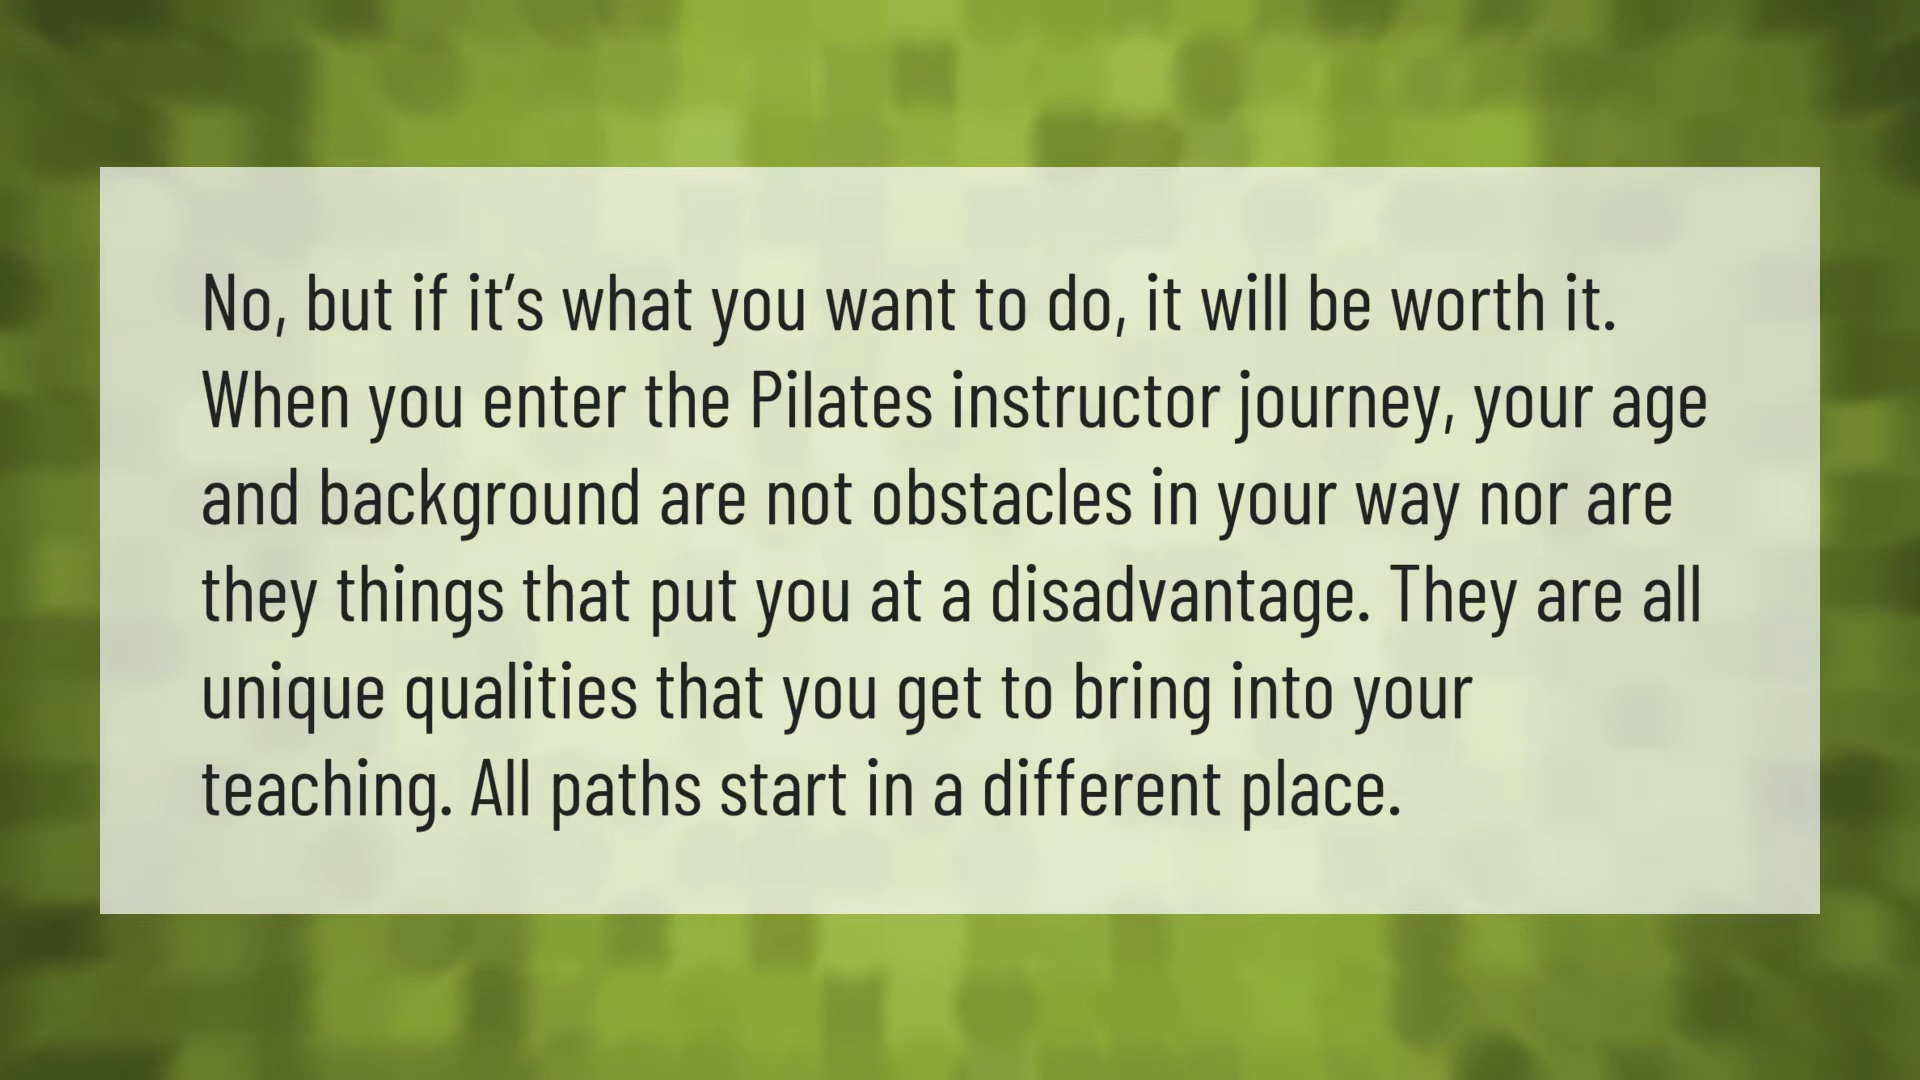 No, but if it’s what you want to do, it will be worth it.
When you enter the Pilates instructor journey, your age
and background are not obstacles in your way nor are
they things that put you at a disadvantage. They are all
unique qualities that you get to bring into your
teaching. All paths start in a different place.